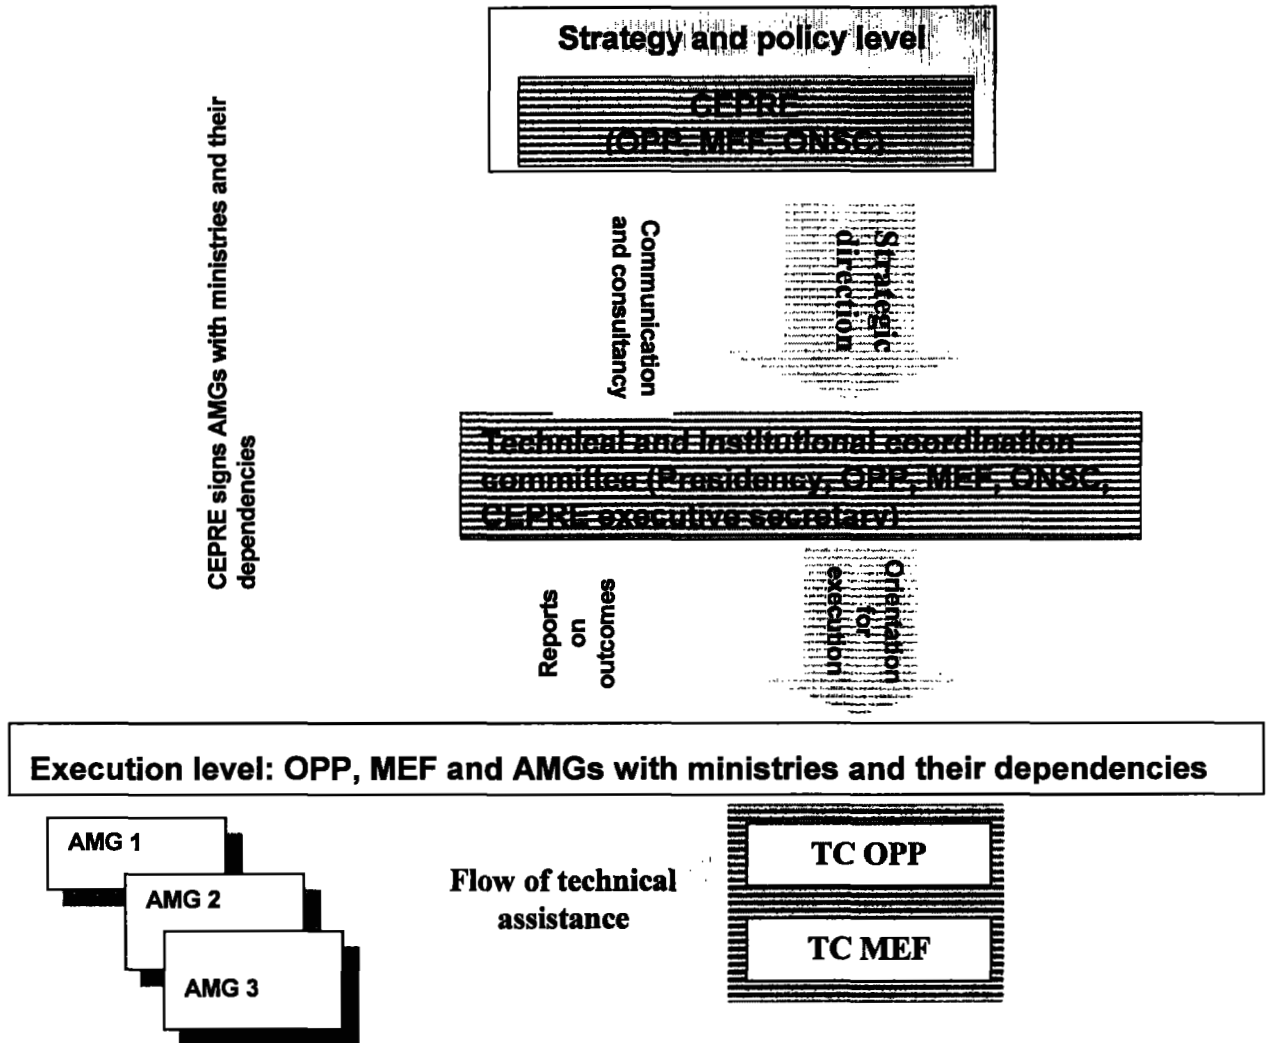 Strategy and policy level
CEPRE
(OPP, MEF, ONSC)
CEPRE signs AMGs with ministries and their
dependencies
Communication
and consultancy
Strategic
direction
Technical and institutional coordination
committee (Presidency, OPP, MEF, ONSC,
CEPRE executive secretary)
Reports
on
outcomes
Orientation
for
execution
Execution level: OPP, MEF and AMGs with ministries and their dependencies
AMG 1
AMG 2
AMG 3
Flow of technical
assistance
TC OPP
TC MEF